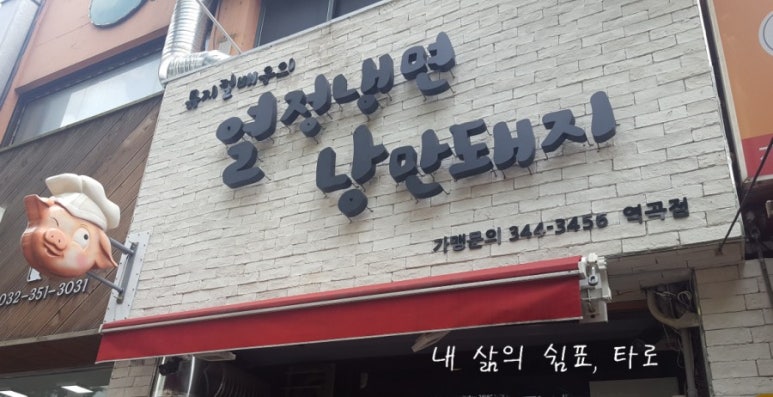 열정냉면
낭만돼지
가맹문의 344-3456 역곡점
032-351-3031
내 삶의 쉼표, 타로